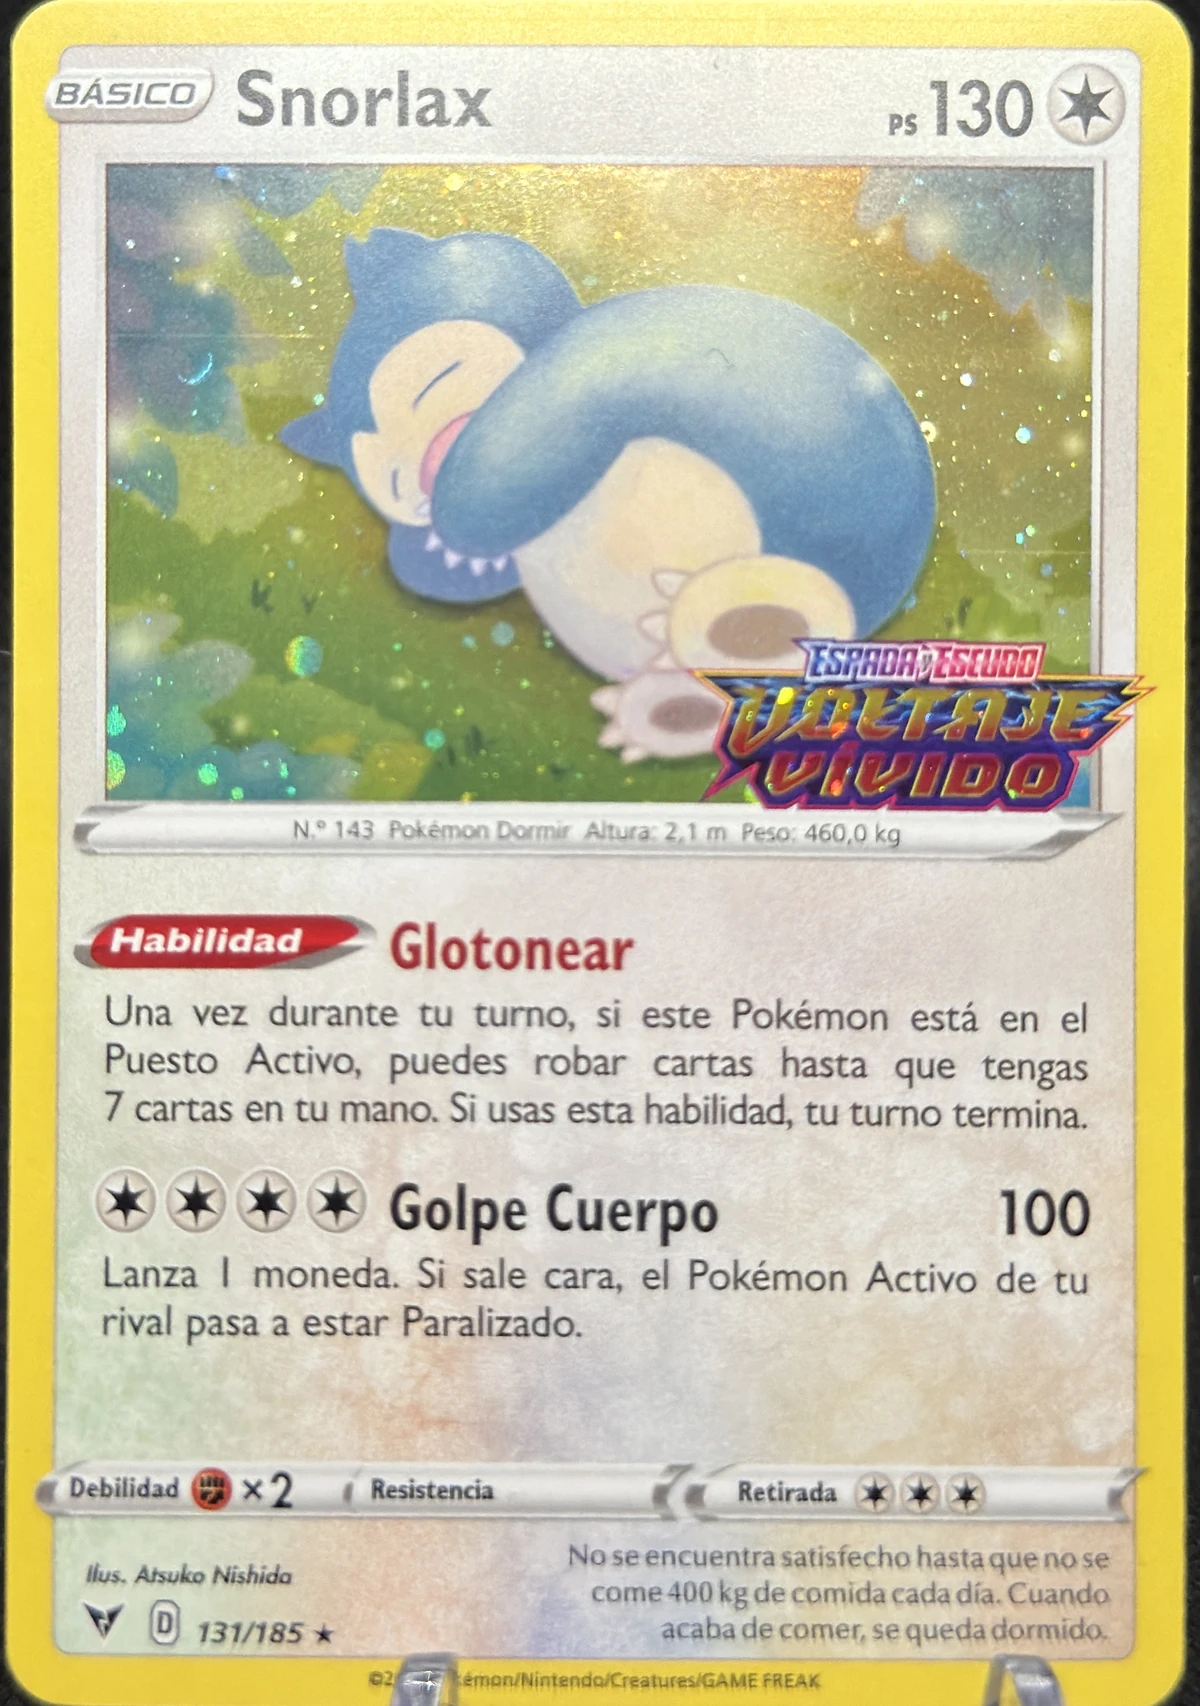 BÁSICO Snorlax PS 130
ESPADA y ESCUDO
VOLTAJE
VÍVIDO
N.º 143 Pokémon Dormir Altura: 2,1 m Peso: 460,0 kg
Habilidad Glotonear
Una vez durante tu turno, si este Pokémon está en el
Puesto Activo, puedes robar cartas hasta que tengas
7 cartas en tu mano. Si usas esta habilidad, tu turno termina.
Golpe Cuerpo 100
Lanza 1 moneda. Si sale cara, el Pokémon Activo de tu
rival pasa a estar Paralizado.
Debilidad ×2 Resistencia Retirada
Ilus. Atsuko Nishida
No se encuentra satisfecho hasta que no se
come 400 kg de comida cada día. Cuando
acaba de comer, se queda dormido.
D 131/185 ★
/Nintendo/Creatures/GAME FREAK